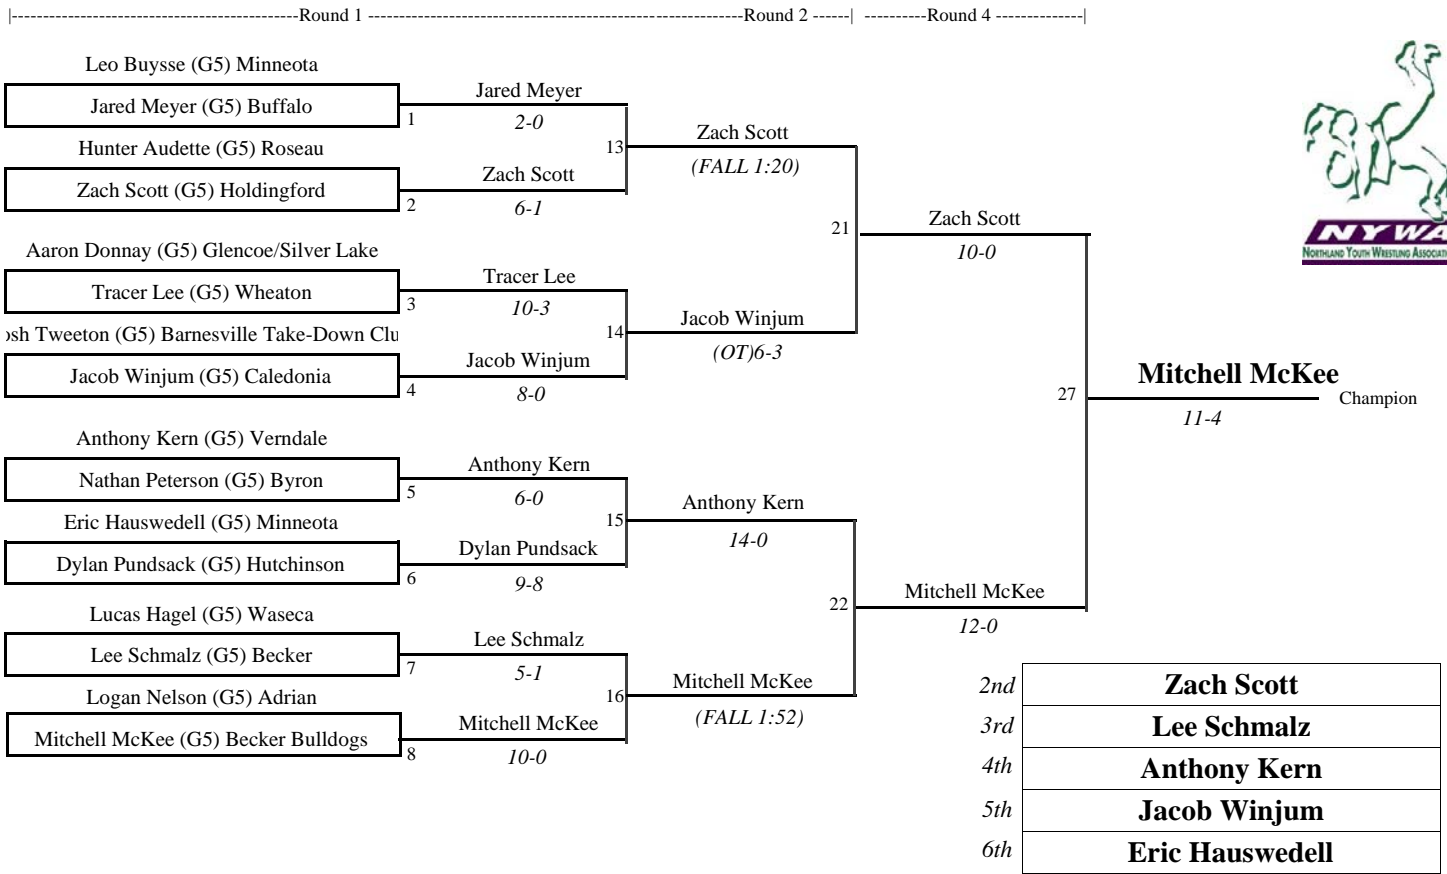 |----------------------------------------------Round 1 ------------------------------------------------------------Round 2 ------| ----------Round 4 --------------|
Leo Buysse (G5) Minneota
Jared Meyer (G5) Buffalo
1
Jared Meyer
2-0
Hunter Audette (G5) Roseau
Zach Scott (G5) Holdingford
2
Zach Scott
6-1
13
Zach Scott
(FALL 1:20)
Aaron Donnay (G5) Glencoe/Silver Lake
Tracer Lee (G5) Wheaton
3
Tracer Lee
10-3
osh Tweeton (G5) Barnesville Take-Down Clu
Jacob Winjum (G5) Caledonia
4
Jacob Winjum
8-0
14
Jacob Winjum
(OT)6-3
21
Zach Scott
10-0
Anthony Kern (G5) Verndale
Nathan Peterson (G5) Byron
5
Anthony Kern
6-0
Eric Hauswedell (G5) Minneota
Dylan Pundsack (G5) Hutchinson
6
Dylan Pundsack
9-8
15
Anthony Kern
14-0
Lucas Hagel (G5) Waseca
Lee Schmalz (G5) Becker
7
Lee Schmalz
5-1
Logan Nelson (G5) Adrian
Mitchell McKee (G5) Becker Bulldogs
8
Mitchell McKee
10-0
16
Mitchell McKee
(FALL 1:52)
22
Mitchell McKee
12-0
27
Mitchell McKee
Champion
11-4
NYWA
NORTHLAND YOUTH WRESTLING ASSOCIAT
2nd Zach Scott
3rd Lee Schmalz
4th Anthony Kern
5th Jacob Winjum
6th Eric Hauswedell